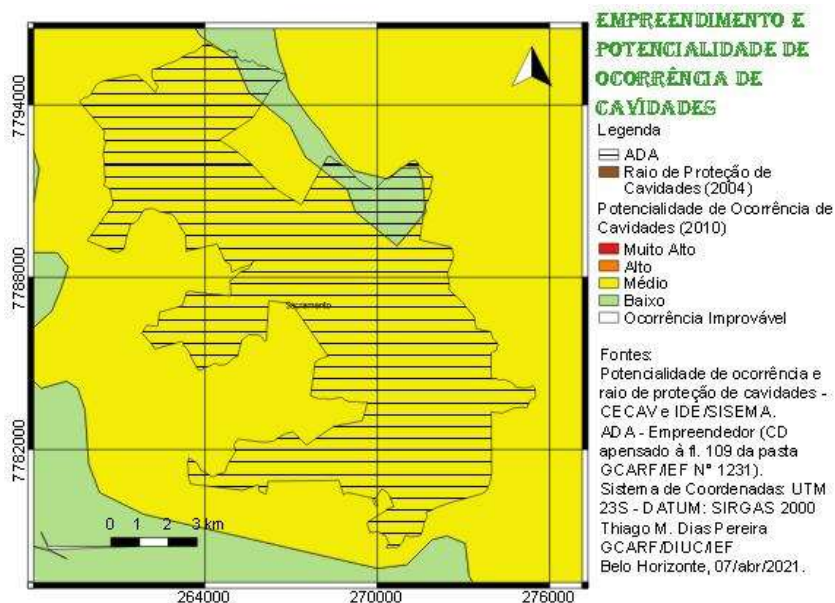 EMPREENDIMENTO E
POTENCIALIDADE DE
OCORRÊNCIA DE
CAVIDADES
Legenda
ADA
Raio de Proteção de
Cavidades (2004)
Potencialidade de Ocorrência de
Cavidades (2010)
Muito Alto
Alto
Médio
Baixo
Ocorrência Improvável
Fontes:
Potencialidade de ocorrência e
raio de proteção de cavidades -
CECAV e IDE/SISEMA.
ADA - Empreendedor (CD
apensado à fl. 109 da pasta
GCARF/IEF Nº 1231).
Sistema de Coordenadas: UTM
23S - DATUM: SIRGAS 2000
Thiago M. Dias Pereira
GCARF/DIUC/IEF
Belo Horizonte, 07/abr/2021.
7794000
7788000
7782000
Sacramento
0 1 2 3 km
264000 270000 276000